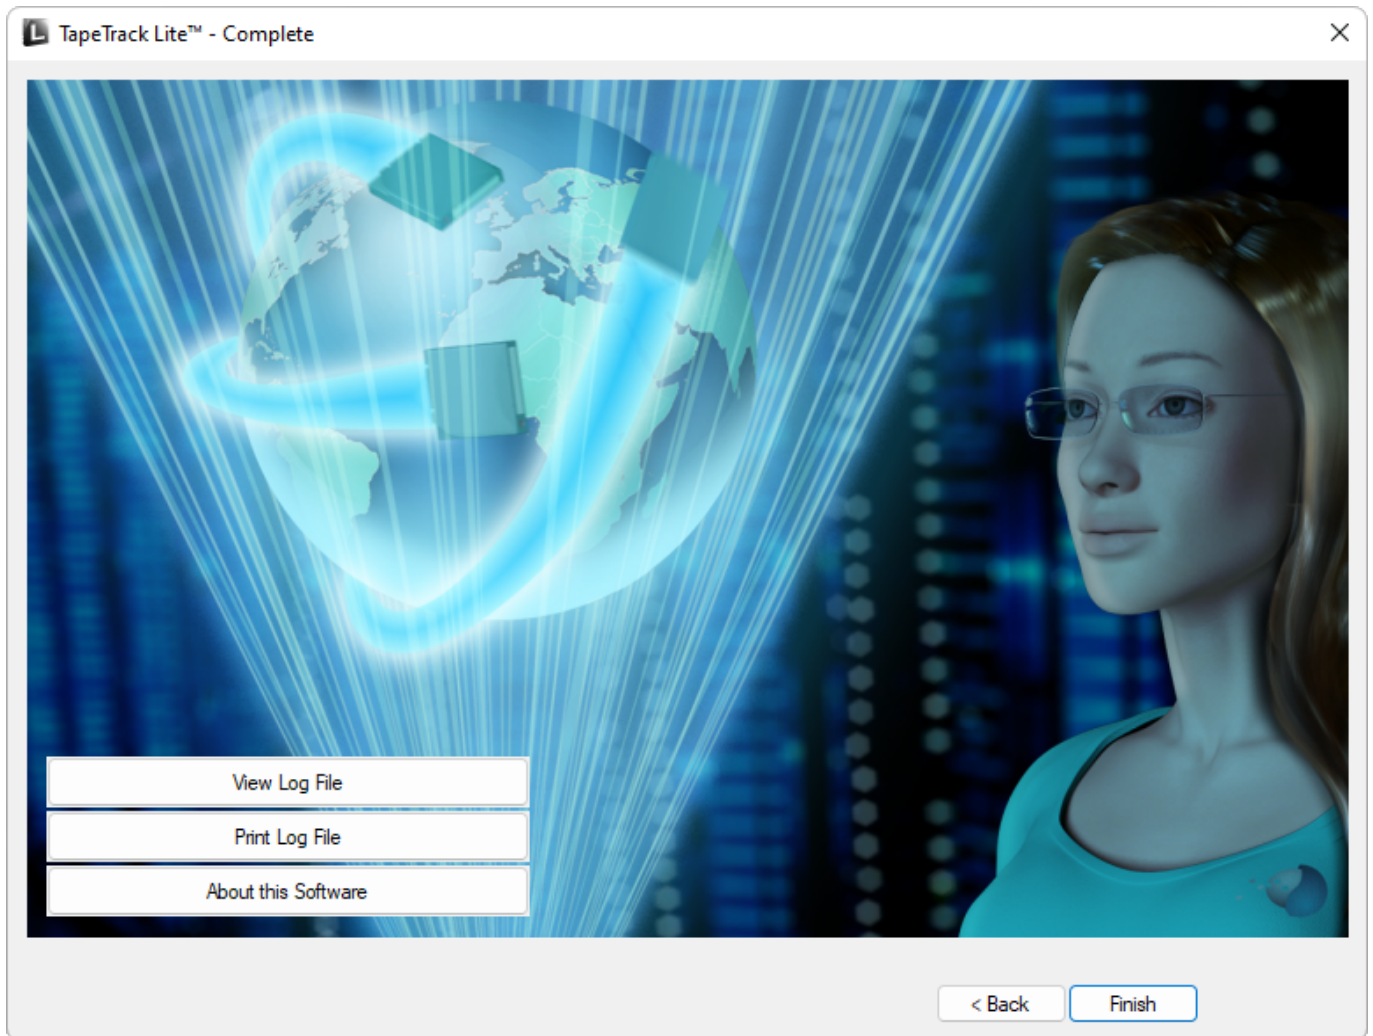 TapeTrack Lite™ - Complete
View Log File
Print Log File
About this Software
< Back
Finish